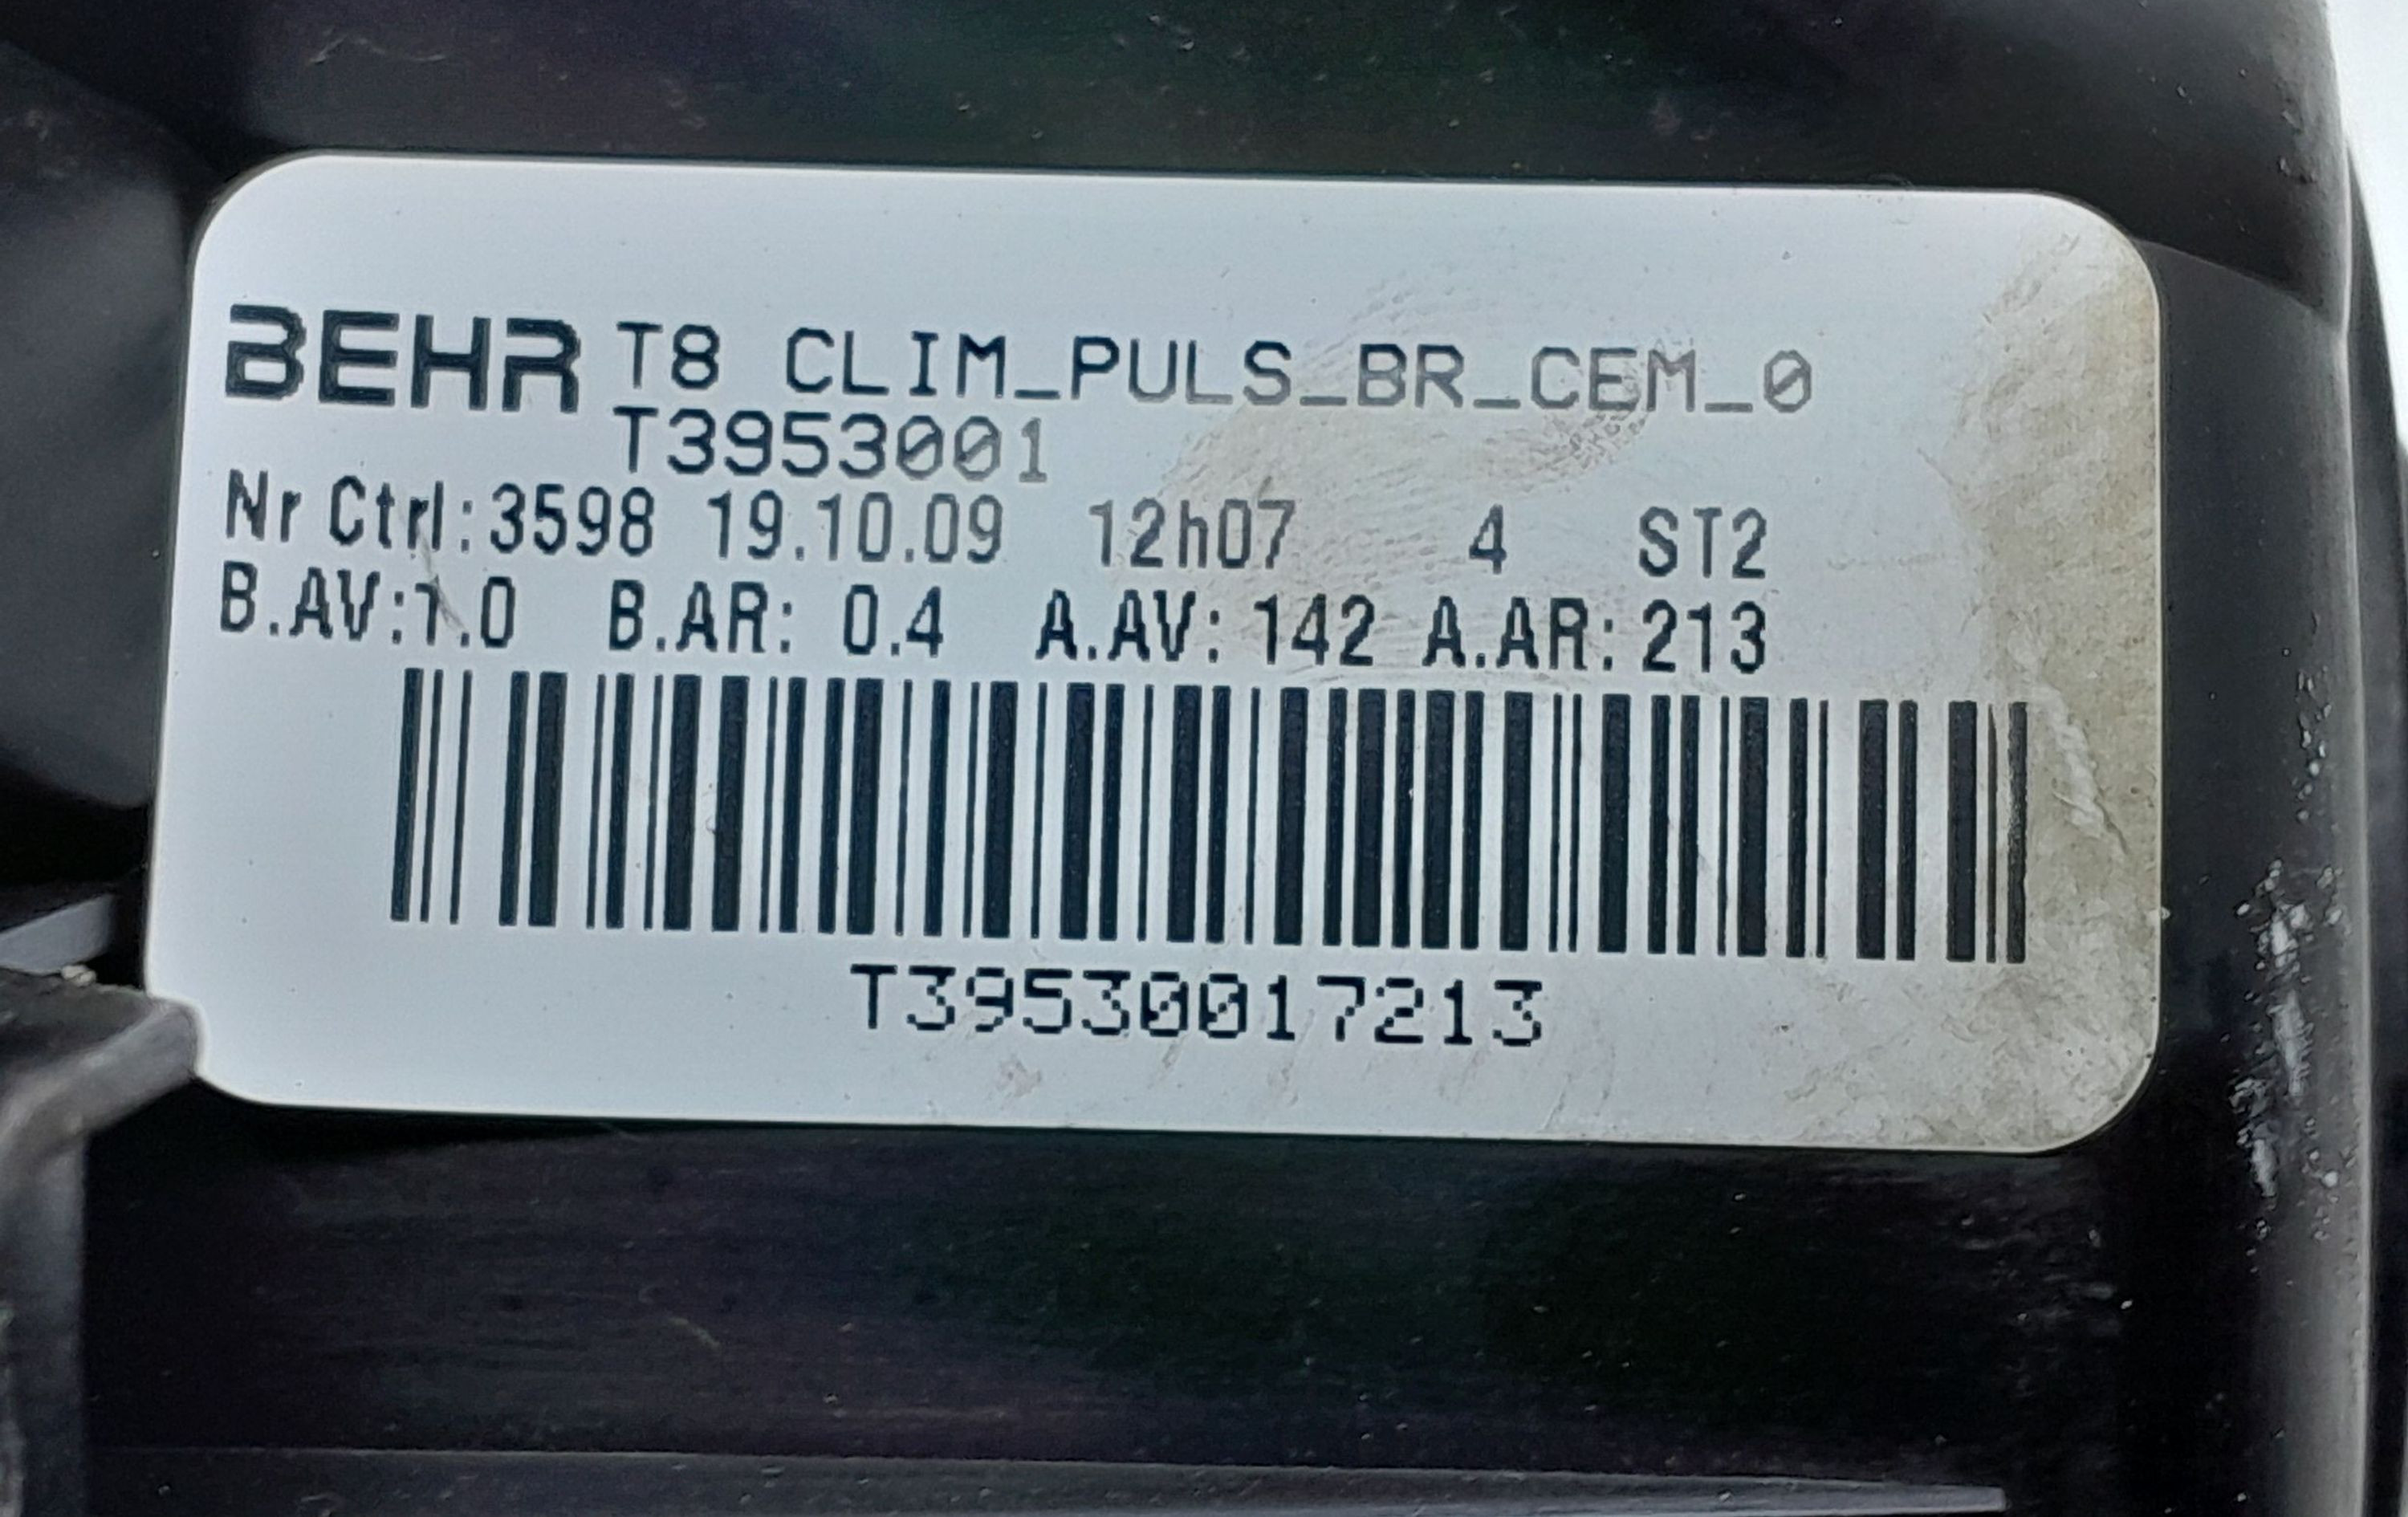 BEHR T8 CLIM_PULS_BR_CEM_0
T3953001
Nr Ctrl:3598 19.10.09 12h07 4 ST2
B.AV:1.0 B.AR: 0.4 A.AV: 142 A.AR: 213
T39530017213